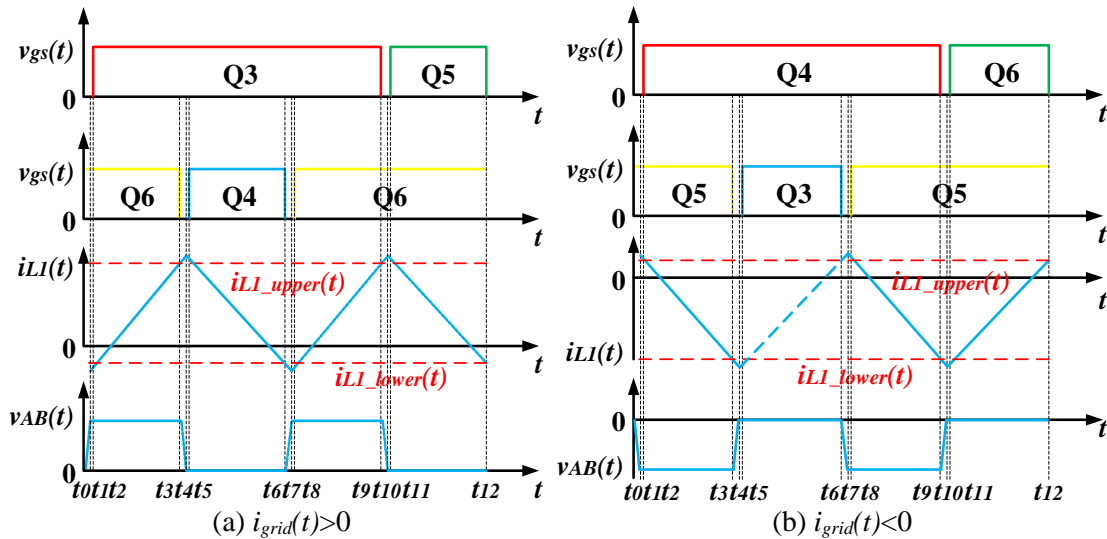 vgs(t)
Q3
Q5
0
t
vgs(t)
Q6
Q4
Q6
0
t
iL1(t)
iL1_upper(t)
0
t
iL1_lower(t)
vAB(t)
0
t0t1t2
t3t4t5
t6t7t8
t9t10t11
t12
t
(a) igrid(t)>0
vgs(t)
Q4
Q6
0
t
vgs(t)
Q5
Q3
Q5
0
t
0
iL1_upper(t)
t
iL1(t)
iL1_lower(t)
0
t
vAB(t)
t0t1t2
t3t4t5
t6t7t8
t9t10t11
t12
(b) igrid(t)<0